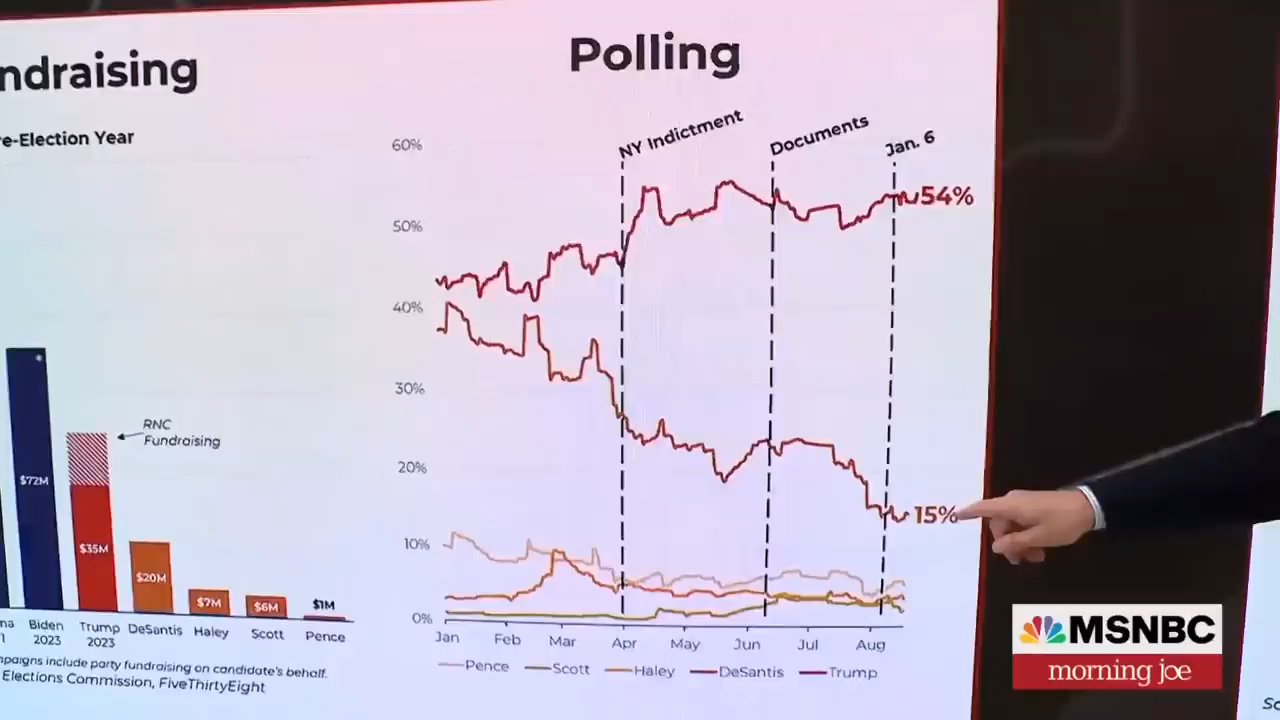 ndraising
re-Election Year
$72M
RNC
Fundraising
$35M
$20M
$7M
$6M
$1M
na Biden Trump DeSantis Haley Scott Pence
1 2023 2023
mpaigns include party fundraising on candidate's behalf.
Elections Commission, FiveThirtyEight
Polling
NY Indictment
Documents
Jan. 6
60%
50%
40%
30%
20%
10%
0%
54%
15%
Jan Feb Mar Apr May Jun Jul Aug
Pence Scott Haley DeSantis Trump
MSNBC
morning joe
So